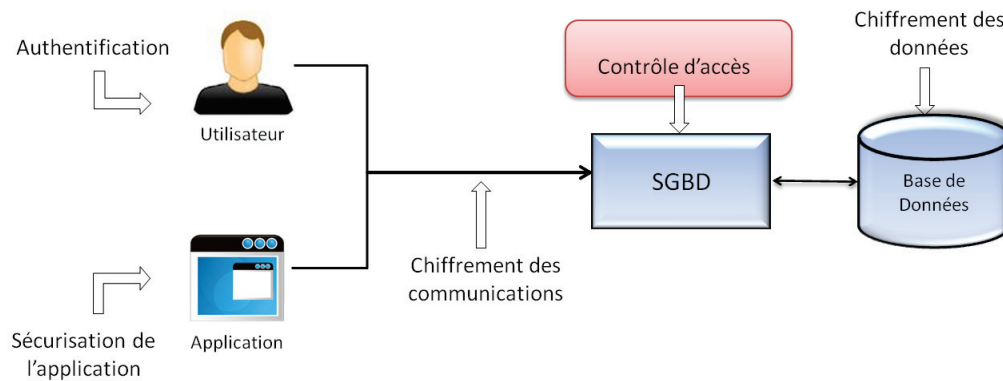 Authentification
Utilisateur
Contrôle d’accès
Chiffrement des
données
SGBD
Base de
Données
Chiffrement des
communications
Application
Sécurisation de
l’application